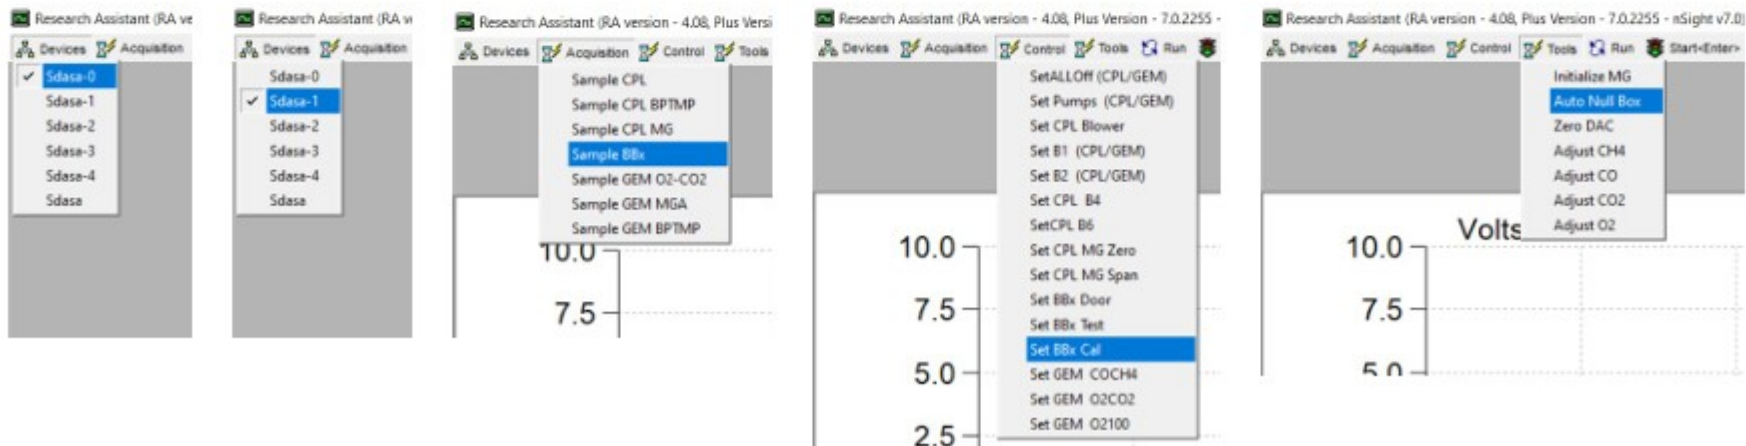 Research Assistant (RA ve
Devices Acquisition
Sdasa-0
Sdasa-1
Sdasa-2
Sdasa-3
Sdasa-4
Sdasa
Research Assistant (RA v
Devices Acquisition
Sdasa-0
Sdasa-1
Sdasa-2
Sdasa-3
Sdasa-4
Sdasa
Research Assistant (RA version - 4.08, Plus Versi
Devices Acquisition Control Tools
Sample CPL
Sample CPL BPTMP
Sample CPL MG
Sample BBx
Sample GEM O2-CO2
Sample GEM MGA
Sample GEM BPTMP
10.0
7.5
Research Assistant (RA version - 4.08, Plus Version - 7.0.2255 -
Devices Acquisition Control Tools Run
SetALLOff (CPL/GEM)
Set Pumps (CPL/GEM)
Set CPL Blower
Set B1 (CPL/GEM)
Set B2 (CPL/GEM)
Set CPL B4
SetCPL B6
Set CPL MG Zero
Set CPL MG Span
Set BBx Door
Set BBx Test
Set BBx Cal
Set GEM COCH4
Set GEM O2CO2
Set GEM O2100
10.0
7.5
5.0
2.5
Research Assistant (RA version - 4.08, Plus Version - 7.0.2255 - nSight v7.0)
Devices Acquisition Control Tools Run Start<Enter>
Initialize MG
Auto Null Box
Zero DAC
Adjust CH4
Adjust CO
Adjust CO2
Adjust O2
Volts
10.0
7.5
5.0